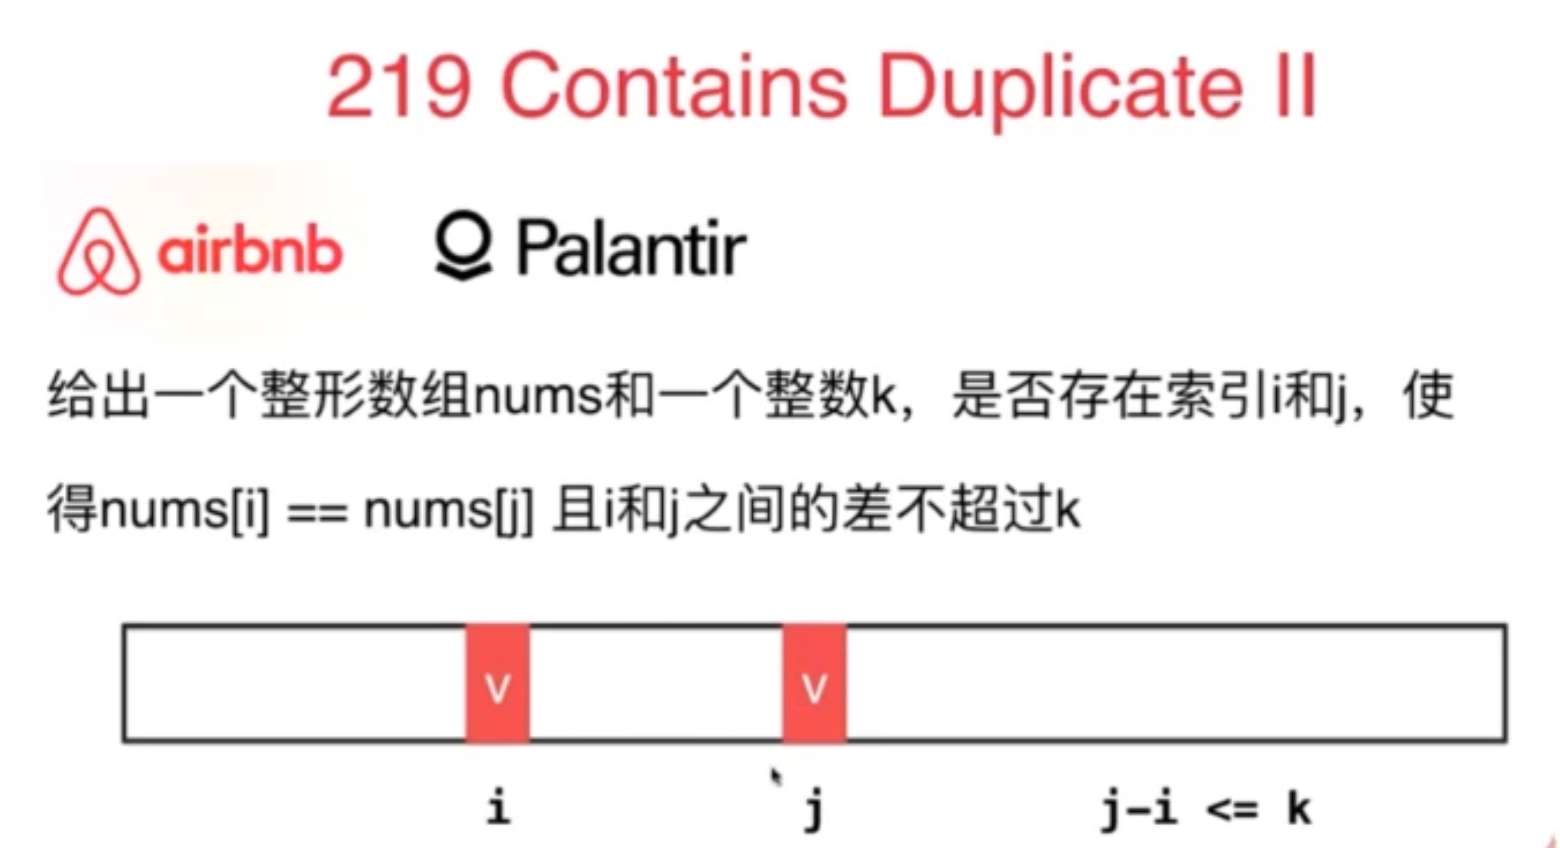 219 Contains Duplicate II
airbnb Palantir
给出一个整形数组nums和一个整数k，是否存在索引i和j，使
得nums[i] == nums[j] 且i和j之间的差不超过k
v v
i j j-i <= k